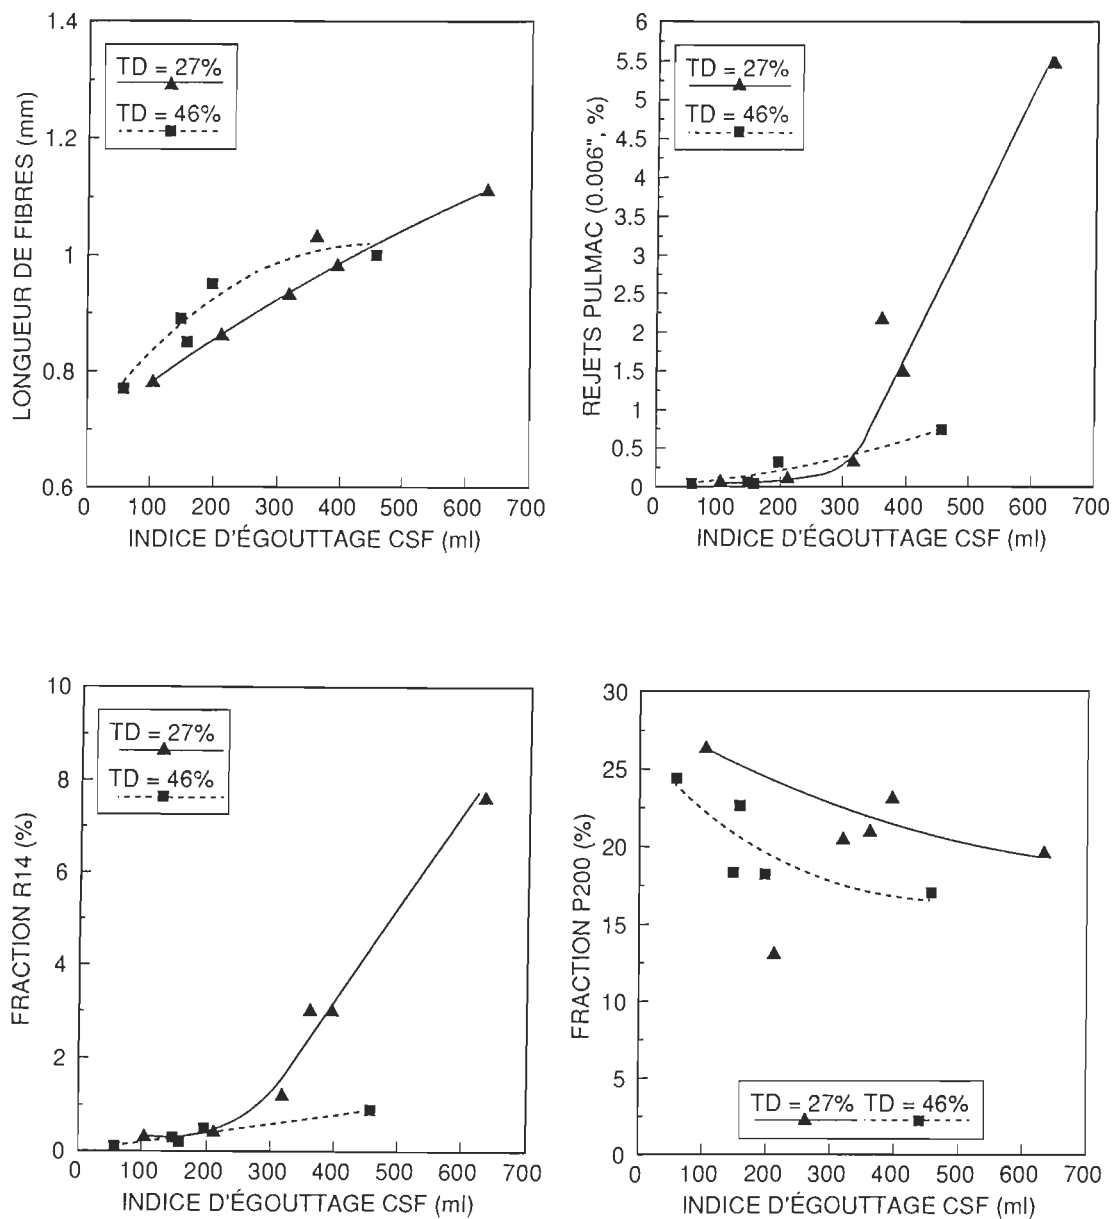 LONGUEUR DE FIBRES (mm)
1.4
1.2
1
0.8
0.6
TD = 27%
TD = 46%
0 100 200 300 400 500 600 700
INDICE D'ÉGOUTTAGE CSF (ml)
REJETS PULMAC (0.006", %)
6
5.5
5
4.5
4
3.5
3
2.5
2
1.5
1
0.5
0
TD = 27%
TD = 46%
0 100 200 300 400 500 600 700
INDICE D'ÉGOUTTAGE CSF (ml)
FRACTION R14 (%)
10
8
6
4
2
0
TD = 27%
TD = 46%
0 100 200 300 400 500 600 700
INDICE D'ÉGOUTTAGE CSF (ml)
FRACTION P200 (%)
30
25
20
15
10
5
0
TD = 27% TD = 46%
0 100 200 300 400 500 600 700
INDICE D'ÉGOUTTAGE CSF (ml)